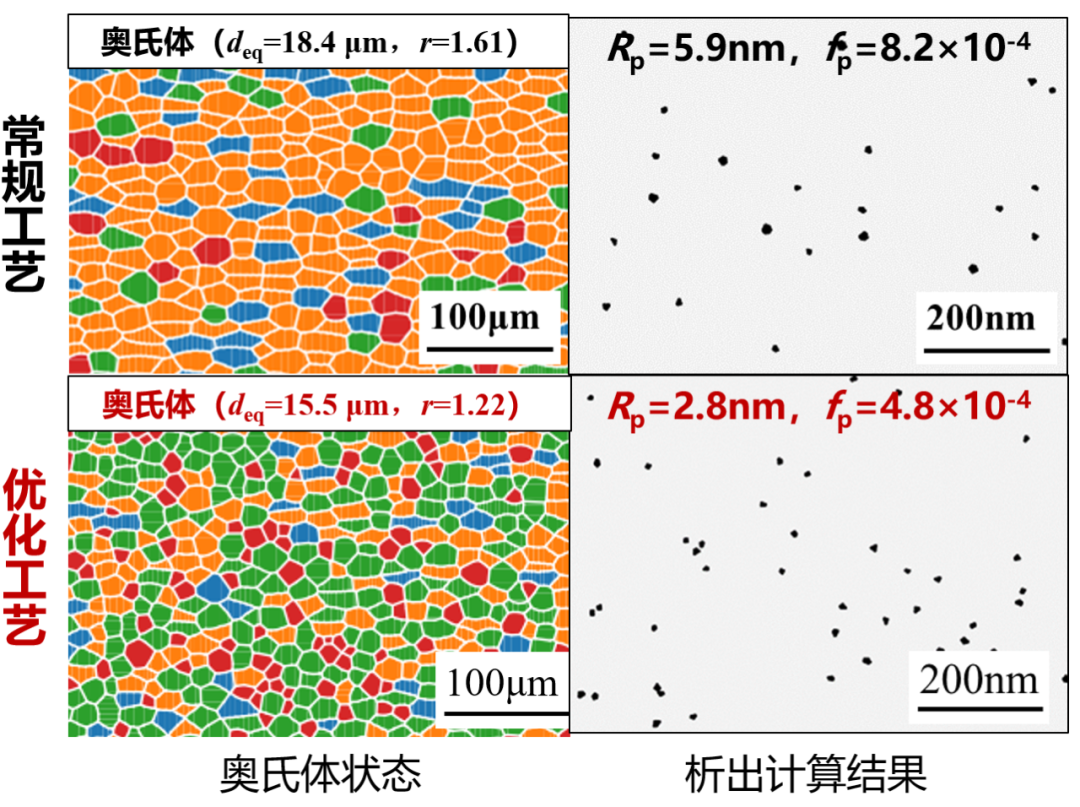 常规工艺
奥氏体（deq=18.4 μm，r=1.61）
Rp=5.9nm，fp=8.2×10-4
100μm
200nm
优化工艺
奥氏体（deq=15.5 μm，r=1.22）
Rp=2.8nm，fp=4.8×10-4
100μm
200nm
奥氏体状态
析出计算结果